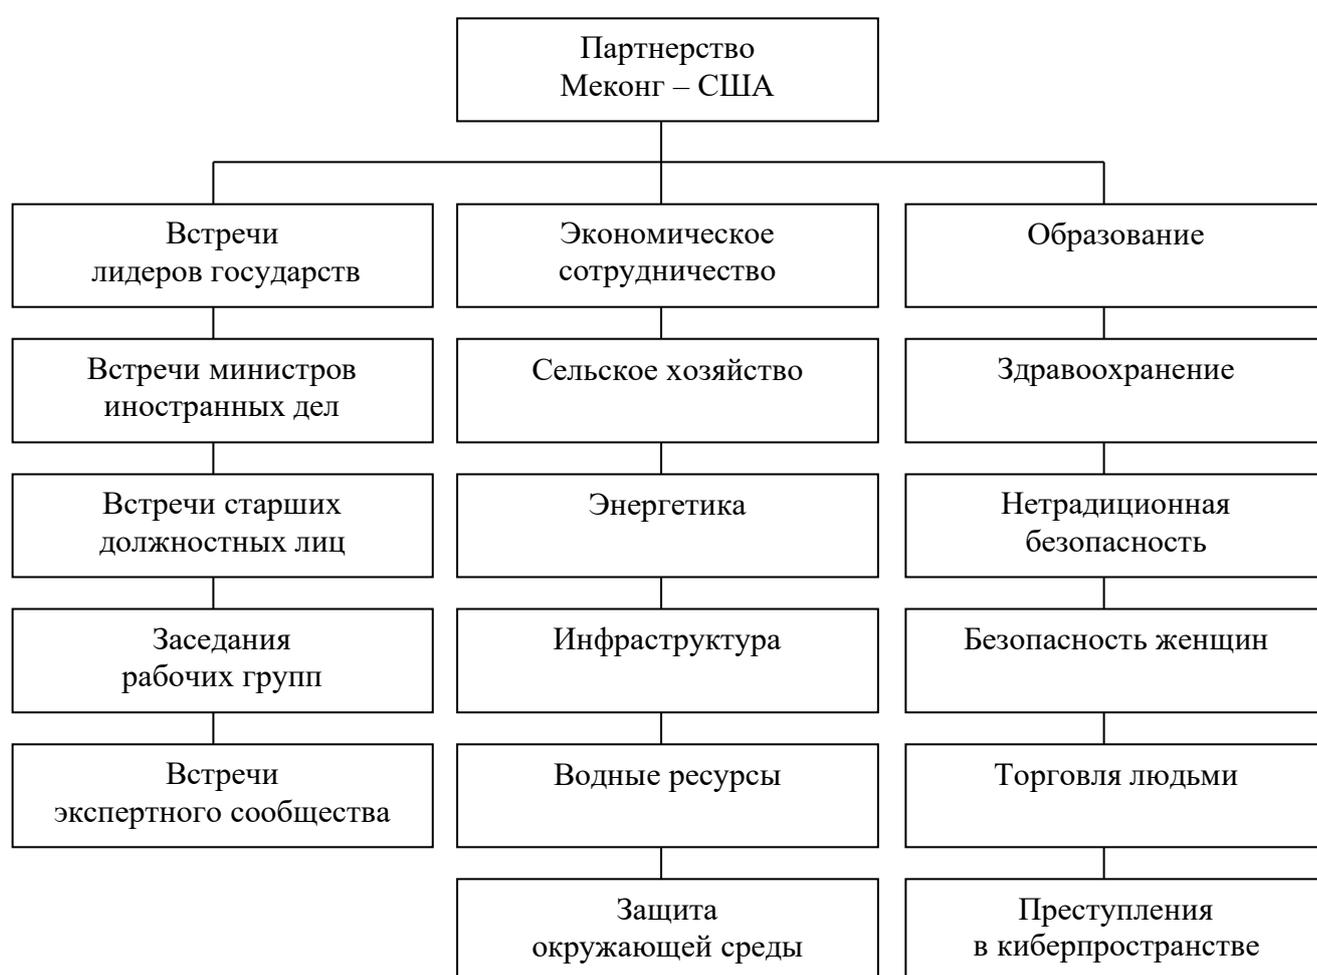 Партнерство
Меконг – США
Встречи
лидеров государств
Экономическое
сотрудничество
Образование
Встречи министров
иностранных дел
Сельское хозяйство
Здравоохранение
Встречи старших
должностных лиц
Энергетика
Нетрадиционная
безопасность
Заседания
рабочих групп
Инфраструктура
Безопасность женщин
Встречи
экспертного сообщества
Водные ресурсы
Торговля людьми
Защита
окружающей среды
Преступления
в киберпространстве